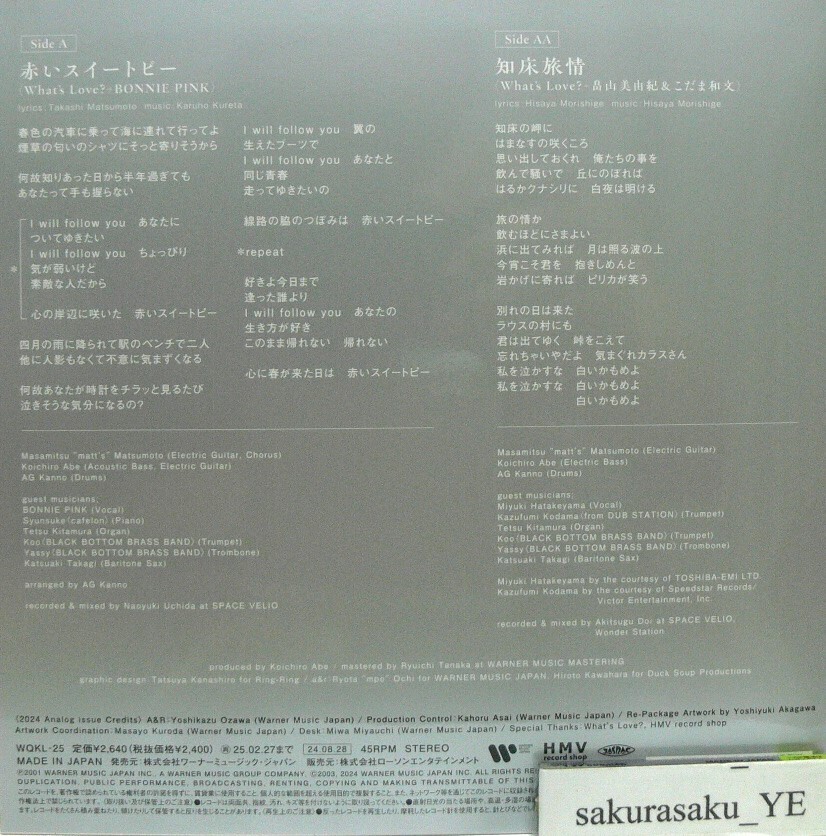 Side A
赤いスイートピー
(What's Love?+BONNIE PINK)
lyrics: Takashi Matsumoto music: Karuho Kureta
春色の汽車に乗って海に連れて行ってよ
煙草の匂いのシャツにそっと寄りそうから
何故知りあった日から半年過ぎても
あなたって手も握らない
I will follow you あなたに
ついてゆきたい
I will follow you ちょっぴり
* 気が弱いけど
素敵な人だから
心の岸辺に咲いた 赤いスイートピー
四月の雨に降られて駅のベンチで二人
他に人影もなくて不意に気まずくなる
何故あなたが時計をチラッと見るたび
泣きそうな気分になるの?
I will follow you 翼の
生えたブーツで
I will follow you あなたと
同じ青春
走ってゆきたいの
線路の脇のつぼみは 赤いスイートピー
*repeat
好きよ今日まで
逢った誰より
I will follow you あなたの
生き方が好き
このまま帰れない 帰れない
心に春が来た日は 赤いスイートピー
Masamitsu "matt's" Matsumoto (Electric Guitar, Chorus)
Koichiro Abe (Acoustic Bass, Electric Guitar)
AG Kanno (Drums)
guest musicians;
BONNIE PINK (Vocal)
Syunsuke(cafelon) (Piano)
Tetsu Kitamura (Organ)
Koo(BLACK BOTTOM BRASS BAND) (Trumpet)
Yassy(BLACK BOTTOM BRASS BAND) (Trombone)
Katsuaki Takagi (Baritone Sax)
arranged by AG Kanno
recorded & mixed by Naoyuki Uchida at SPACE VELIO
Side AA
知床旅情
(What's Love?+畠山美由紀&こだま和文)
lyrics: Hisaya Morishige music: Hisaya Morishige
知床の岬に
はまなすの咲くころ
思い出しておくれ 俺たちの事を
飲んで騒いで 丘にのぼれば
はるかクナシリに 白夜は明ける
旅の情か
飲むほどにさまよい
浜に出てみれば 月は照る波の上
今宵こそ君を 抱きしめんと
岩かげに寄れば ピリカが笑う
別れの日は来た
ラウスの村にも
君は出てゆく 峠をこえて
忘れちゃいやだよ 気まぐれカラスさん
私を泣かすな 白いかもめよ
私を泣かすな 白いかもめよ
白いかもめよ
Masamitsu "matt's" Matsumoto (Electric Guitar)
Koichiro Abe (Electric Bass)
AG Kanno (Drums)
guest musicians;
Miyuki Hatakeyama (Vocal)
Kazufumi Kodama(from DUB STATION) (Trumpet)
Tetsu Kitamura (Organ)
Koo(BLACK BOTTOM BRASS BAND) (Trumpet)
Yassy(BLACK BOTTOM BRASS BAND) (Trombone)
Katsuaki Takagi (Baritone Sax)
Miyuki Hatakeyama by the courtesy of TOSHIBA-EMI LTD.
Kazufumi Kodama by the courtesy of Speedstar Records/
Victor Entertainment, Inc.
recorded & mixed by Akitsugu Doi at SPACE VELIO,
Wonder Station
produced by Koichiro Abe / mastered by Ryuichi Tanaka at WARNER MUSIC MASTERING
graphic design: Tatsuya Kanashiro for Ring-Ring / a&r: Ryota "mpo" Ochi for WARNER MUSIC JAPAN, Hiroto Kawahara for Duck Soup Productions
(2024 Analog issue Credits) A&R: Yoshikazu Ozawa (Warner Music Japan) / Production Control: Kahoru Asai (Warner Music Japan) / Re-Package Artwork by Yoshiyuki Akagawa
Artwork Coordination: Masayo Kuroda (Warner Music Japan) / Desk: Miwa Miyauchi (Warner Music Japan) / Special Thanks: What's Love?, HMV record shop
WQKL-25 定価¥2,640(税抜価格¥2,400) 再 25.02.27まで 24.08.28 45RPM STEREO
HMV
record shop
JASRAC
MADE IN JAPAN 発売元:株式会社ワーナーミュージック・ジャパン 販売元:株式会社ローソンエンタテインメント
Ⓟ2001 WARNER MUSIC JAPAN INC., A WARNER MUSIC GROUP COMPANY. Ⓒ2003, 2024 WARNER MUSIC JAPAN INC., ALL RIGHTS RE
DUPLICATION, PUBLIC PERFORMANCE, BROADCASTING, RENTING, COPYING AND MAKING TRANSMITTABLE OF THIS
sakurasaku_YE